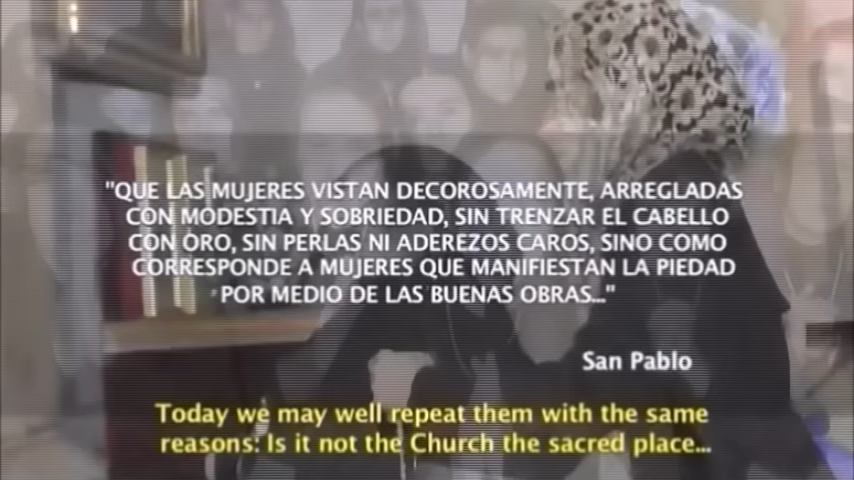 "QUE LAS MUJERES VISTAN DECOROSAMENTE, ARREGLADAS
CON MODESTIA Y SOBRIEDAD, SIN TRENZAR EL CABELLO
CON ORO, SIN PERLAS NI ADEREZOS CAROS, SINO COMO
CORRESPONDE A MUJERES QUE MANIFIESTAN LA PIEDAD
POR MEDIO DE LAS BUENAS OBRAS..."
San Pablo
Today we may well repeat them with the same
reasons: Is it not the Church the sacred place...